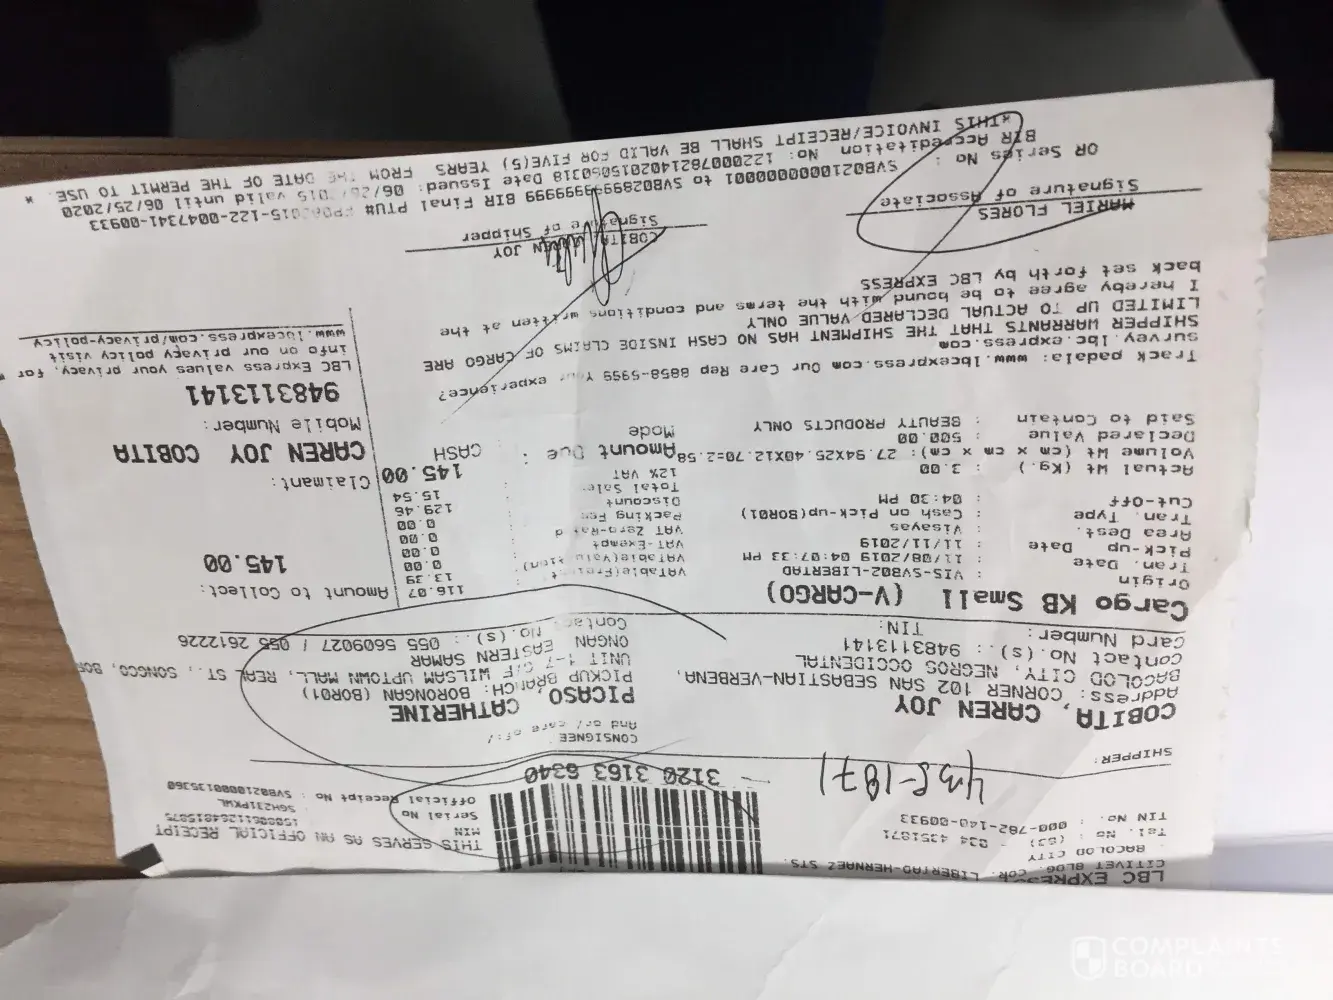 LBC EXPRESS
CITIVET BLDG. COR. LIBERTAD-HERNAEZ STS.
BACOLOD CITY
Tel. No: (63) - 034 4351871
TIN No. : 000-782-140-00933
435-1871
THIS SERVES AS AN OFFICIAL RECEIPT
MIN
Serial No SGH231PKWL
Official Receipt No : SVB02100000135360
3120 3163 6340
SHIPPER:
COBITA, CAREN JOY
Address: CORNER 102 SAN SEBASTIAN-VERBENA,
BACOLOD CITY, NEGROS OCCIDENTAL
Contact No(s).: 9483113141
Card Number: TIN:
CONSIGNEE
And or/ care of:/
PICASO, CATHERINE
PICKUP BRANCH: BORONGAN (BOR01)
UNIT 1-7 G/F WILSAM UPTOWN MALL, REAL ST., SONGCO, BOR
ONGAN EASTERN SAMAR
Contact No.(s).: 055 5609027 / 055 2612226
Cargo KB Small (V-CARGO)
Origin : VIS-SVB02-LIBERTAD
Tran. Date : 11/08/2019 04:07:33 PM
Pick-up Date : 11/11/2019
Area Dest. : Visayas
Tran. Type : Cash on Pick-up(BOR01)
Cut-Off : 04:30 PM
Actual Wt (Kg.) : 3.00
Volume Wt (cm x cm x cm): 27.94X25.40X12.70=2.58
Declared Value : 500.00
Said to Contain : BEAUTY PRODUCTS ONLY
VATable(Freight) : 116.07
VATable(Valuation) : 13.39
VAT-Exempt : 0.00
VAT Zero-Rated : 0.00
Packing Fee : 0.00
Discount : 0.00
Total Sales : 129.46
12% VAT : 15.54
Amount Due : 145.00
Mode CASH
Amount to Collect:
145.00
Claimant:
CAREN JOY COBITA
Mobile Number:
9483113141
LBC Express values your privacy, for
info on our privacy policy visit
www.lbcexpress.com/privacy-policy
Track padala: www.lbcexpress.com Our Care Rep 8858-5959 Your experience?
survey.lbc.express.com
SHIPPER WARRANTS THAT THE SHIPMENT HAS NO CASH INSIDE CLAIMS OF CARGO ARE
LIMITED UP TO ACTUAL DECLARED VALUE ONLY
I hereby agree to be bound with the terms and conditions written at the
back set forth by LBC EXPRESS
MARIEL FLORES
Signature of Associate
COBITA CAREN JOY
Signature of Shipper
OR Series No : SVB02100000001 to SVB02899999999 BIR Final PTU# 015-122-0047341-00933
BIR Accreditation No: Date Issued: 06/26/2015 valid until 06/25/2020
*THIS INVOICE/RECEIPT SHALL BE VALID FOR FIVE(5) YEARS FROM THE DATE OF THE PERMIT TO USE. *
COMPLAINTS
BOARD